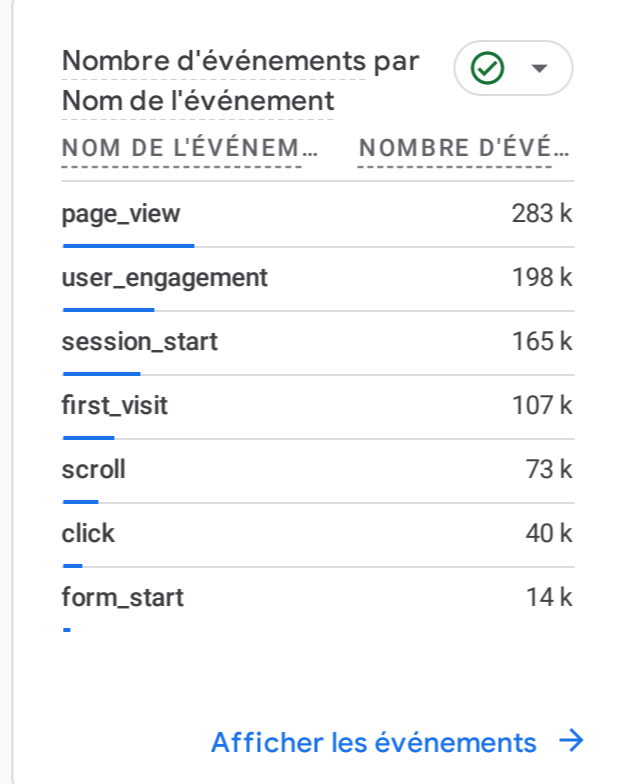 Nombre d'événements par
Nom de l'événement
NOM DE L'ÉVÉNEM… NOMBRE D'ÉVÉ…
page_view 283 k
user_engagement 198 k
session_start 165 k
first_visit 107 k
scroll 73 k
click 40 k
form_start 14 k
Afficher les événements